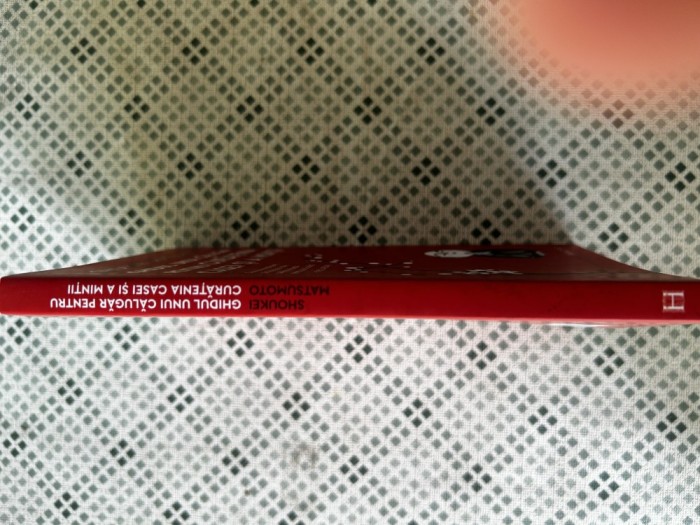 SHOUKEI
MATSUMOTO
GHIDUL UNUI CĂLUGĂR PENTRU
CURĂȚENIA CASEI ȘI A MINȚII
H